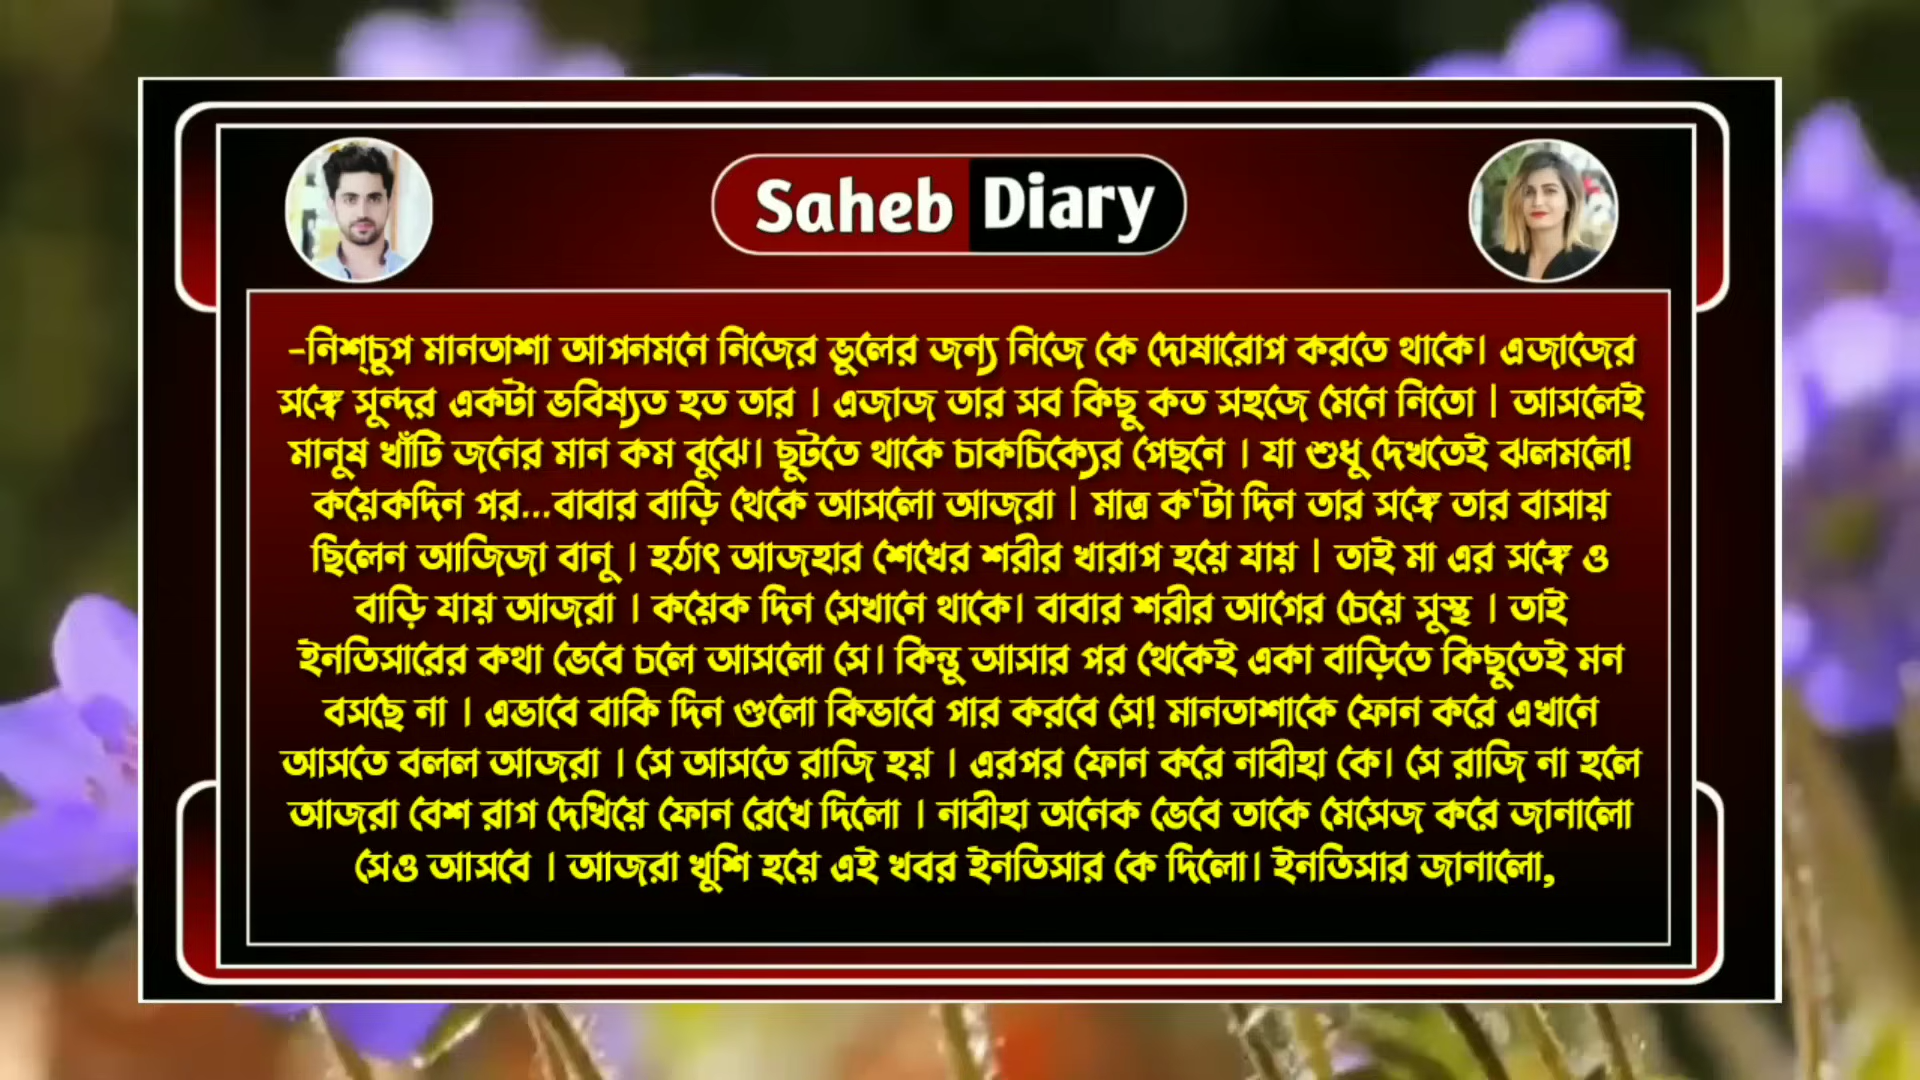 Saheb Diary
-নিশ্চুপ মানতাশা আপনমনে নিজের ভুলের জন্য নিজে কে দোষারোপ করতে থাকে। এজাজের
সঙ্গে সুন্দর একটা ভবিষ্যত হত তার । এজাজ তার সব কিছু কত সহজে মেনে নিতো | আসলেই
মানুষ খাঁটি জনের মান কম বুঝে। ছুটতে থাকে চাকচিক্যের পেছনে । যা শুধু দেখতেই ঝলমলে!
কয়েকদিন পর...বাবার বাড়ি থেকে আসলো আজরা | মাত্র ক'টা দিন তার সঙ্গে তার বাসায়
ছিলেন আজিজা বানু । হঠাৎ আজহার শেখের শরীর খারাপ হয়ে যায় | তাই মা এর সঙ্গে ও
বাড়ি যায় আজরা । কয়েক দিন সেখানে থাকে। বাবার শরীর আগের চেয়ে সুস্থ । তাই
ইনতিসারের কথা ভেবে চলে আসলো সে। কিন্তু আসার পর থেকেই একা বাড়িতে কিছুতেই মন
বসছে না । এভাবে বাকি দিন গুলো কিভাবে পার করবে সে! মানতাশাকে ফোন করে এখানে
আসতে বলল আজরা । সে আসতে রাজি হয় । এরপর ফোন করে নাবীহা কে। সে রাজি না হলে
আজরা বেশ রাগ দেখিয়ে ফোন রেখে দিলো । নাবীহা অনেক ভেবে তাকে মেসেজ করে জানালো
সেও আসবে । আজরা খুশি হয়ে এই খবর ইনতিসার কে দিলো। ইনতিসার জানালো,